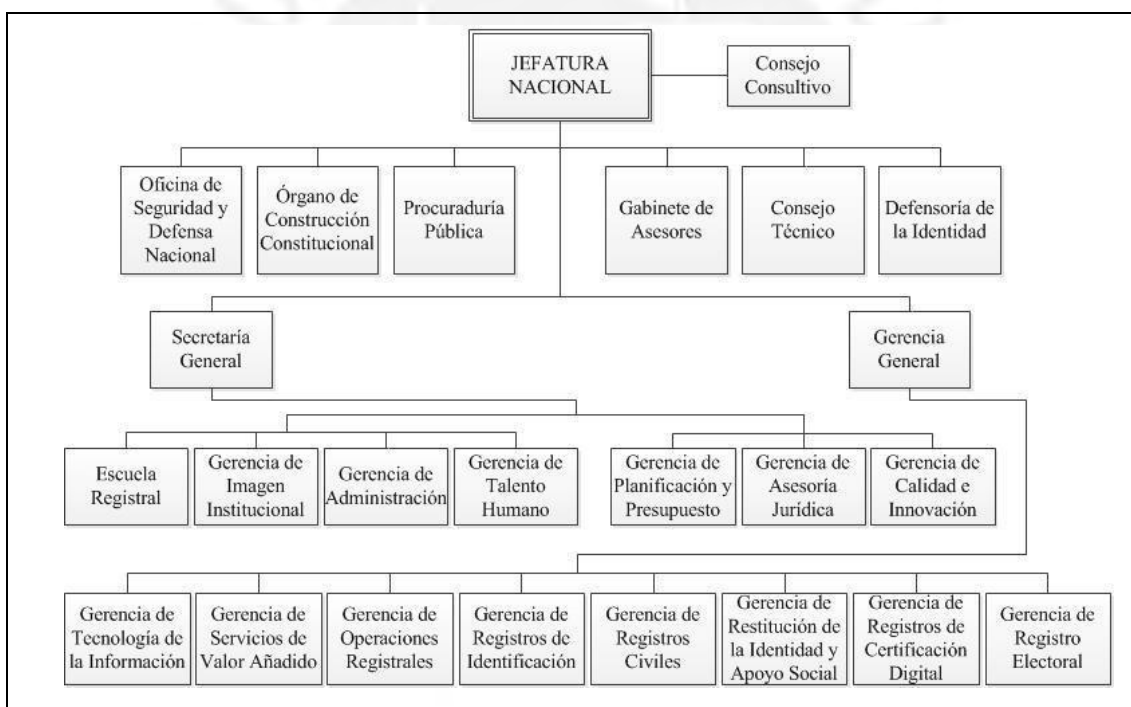 JEFATURA
NACIONAL
Consejo
Consultivo
Oficina de
Seguridad y
Defensa
Nacional
Órgano de
Construcción
Constitucional
Procuraduría
Pública
Gabinete de
Asesores
Consejo
Técnico
Defensoría de
la Identidad
Secretaría
General
Gerencia
General
Escuela
Registral
Gerencia de
Imagen
Institucional
Gerencia de
Administración
Gerencia de
Talento
Humano
Gerencia de
Planificación y
Presupuesto
Gerencia de
Asesoría
Jurídica
Gerencia de
Calidad e
Innovación
Gerencia de
Tecnología de
la Información
Gerencia de
Servicios de
Valor Añadido
Gerencia de
Operaciones
Registrales
Gerencia de
Registros de
Identificación
Gerencia de
Registros
Civiles
Gerencia de
Restitución de
la Identidad y
Apoyo Social
Gerencia de
Registros de
Certificación
Digital
Gerencia de
Registro
Electoral